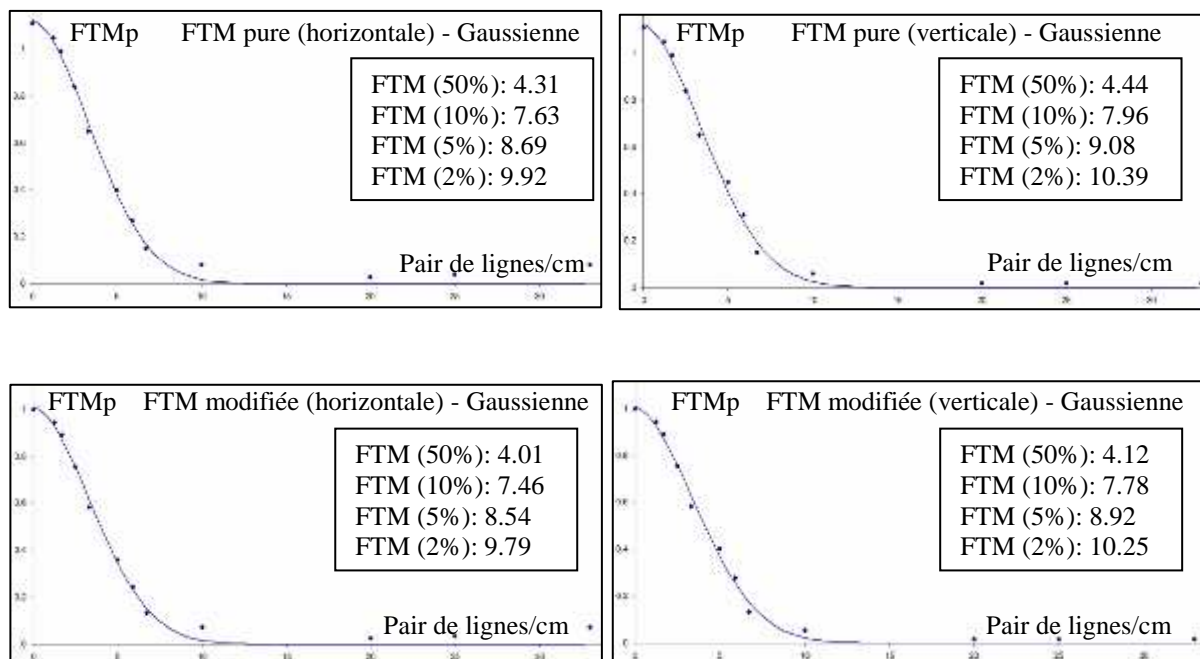 FTMp FTM pure (horizontale) - Gaussienne
FTM (50%): 4.31
FTM (10%): 7.63
FTM (5%): 8.69
FTM (2%): 9.92
Pair de lignes/cm
FTMp FTM pure (verticale) - Gaussienne
FTM (50%): 4.44
FTM (10%): 7.96
FTM (5%): 9.08
FTM (2%): 10.39
Pair de lignes/cm
FTMp FTM modifiée (horizontale) - Gaussienne
FTM (50%): 4.01
FTM (10%): 7.46
FTM (5%): 8.54
FTM (2%): 9.79
Pair de lignes/cm
FTMp FTM modifiée (verticale) - Gaussienne
FTM (50%): 4.12
FTM (10%): 7.78
FTM (5%): 8.92
FTM (2%): 10.25
Pair de lignes/cm